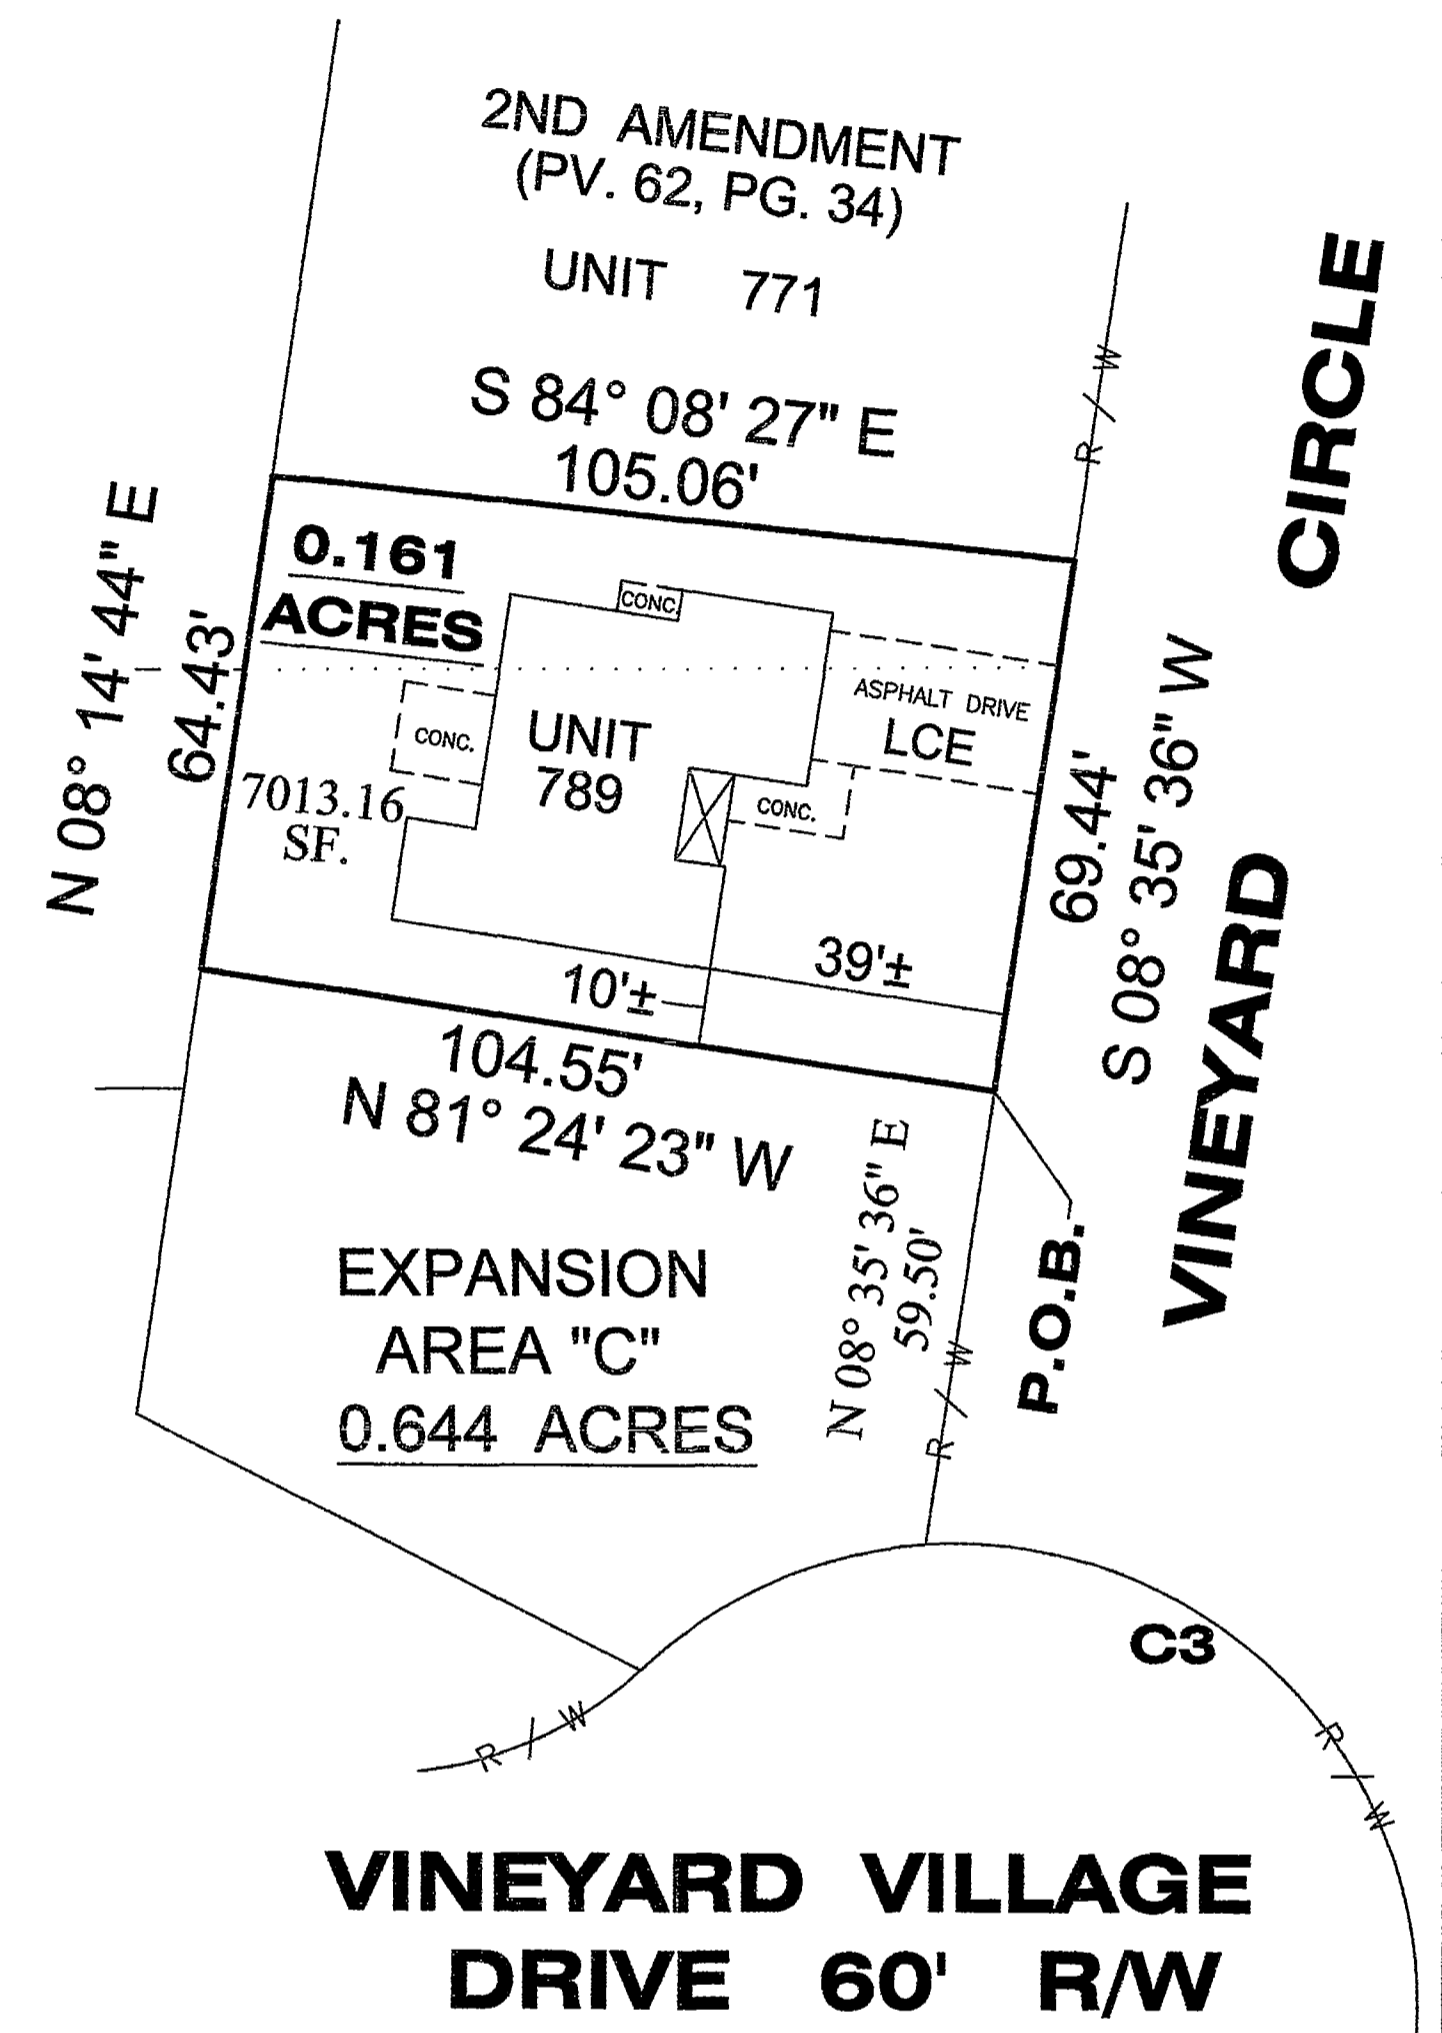 2ND AMENDMENT
(PV. 62, PG. 34)
UNIT 771
S 84° 08' 27" E
105.06'
R / W
CIRCLE
N 08° 14' 44" E
64.43'
0.161
ACRES
CONC.
ASPHALT DRIVE
LCE
CONC.
UNIT
789
CONC.
7013.16
SF.
69.44'
S 08° 35' 36" W
VINEYARD
39'±
10'±
104.55'
N 81° 24' 23" W
N 08° 35' 36" E
59.50'
R / W
P.O.B.
EXPANSION
AREA "C"
0.644 ACRES
C3
R / W
R / W
VINEYARD VILLAGE
DRIVE 60' R/W